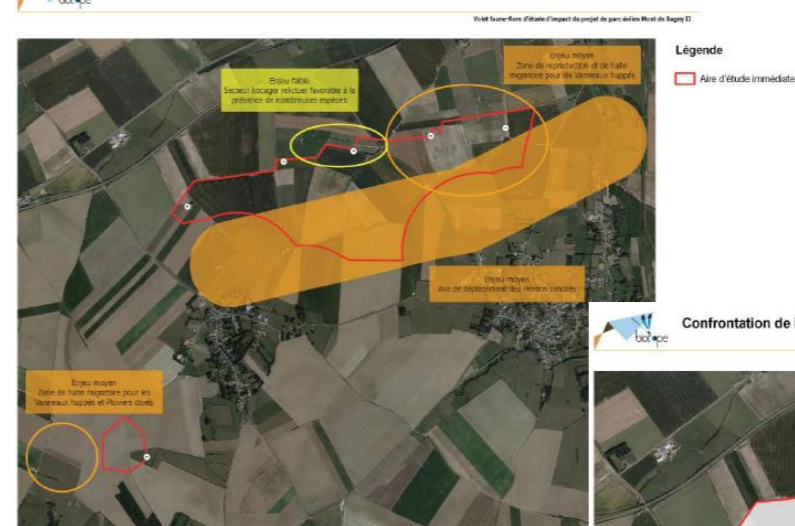 biotope
Volet faune-flore d'étude d'impact du projet de parc éolien Mont de Bagny II
Légende
Aire d'étude immédiate
Enjeu moyen
Zone de reproduction et de halte
migratoire pour les Vanneaux huppés
Enjeu faible
Secteur bocager relictuel favorable à la
présence de nombreuses espèces
Enjeu moyen
Axe de déplacement des Hérons cendrés
biotope
Confrontation de
Enjeu moyen
Zone de halte migratoire pour les
Vanneaux huppés et Pluviers dorés